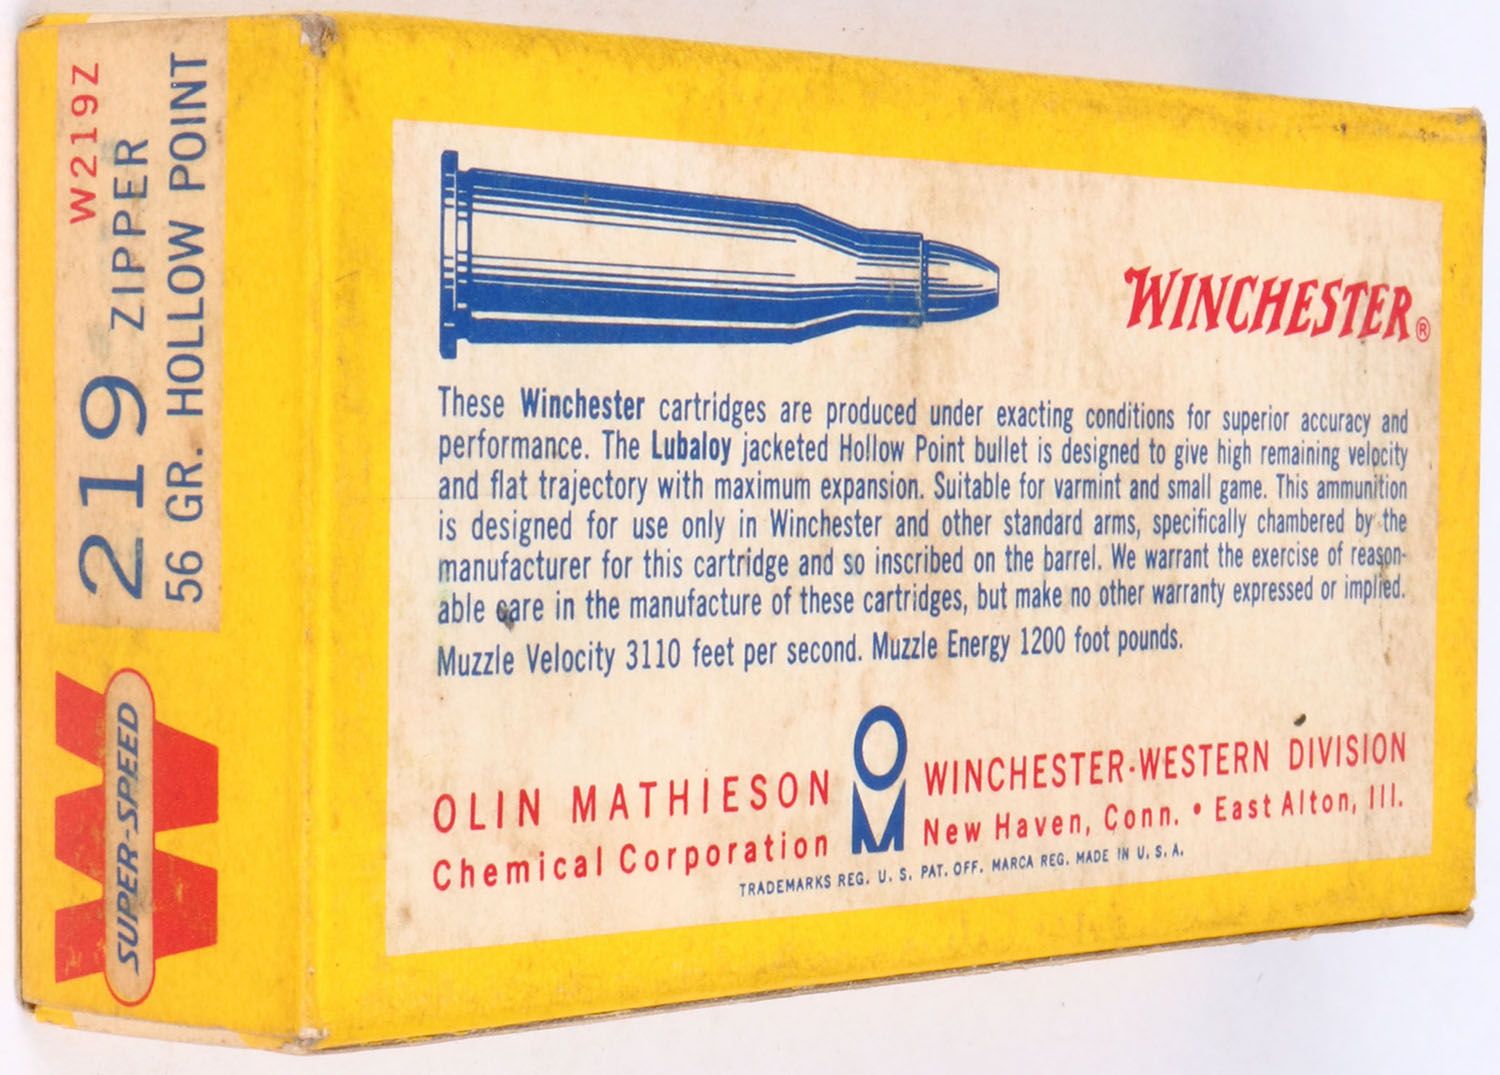 W219Z
219 ZIPPER
56 GR. HOLLOW POINT
W
SUPER-SPEED
WINCHESTER®
These Winchester cartridges are produced under exacting conditions for superior accuracy and
performance. The Lubaloy jacketed Hollow Point bullet is designed to give high remaining velocity
and flat trajectory with maximum expansion. Suitable for varmint and small game. This ammunition
is designed for use only in Winchester and other standard arms, specifically chambered by the
manufacturer for this cartridge and so inscribed on the barrel. We warrant the exercise of reason-
able care in the manufacture of these cartridges, but make no other warranty expressed or implied.
Muzzle Velocity 3110 feet per second. Muzzle Energy 1200 foot pounds.
OLIN MATHIESON
Chemical Corporation
OM
WINCHESTER-WESTERN DIVISION
New Haven, Conn. • East Alton, Ill.
TRADEMARKS REG. U. S. PAT. OFF. MARCA REG. MADE IN U. S. A.